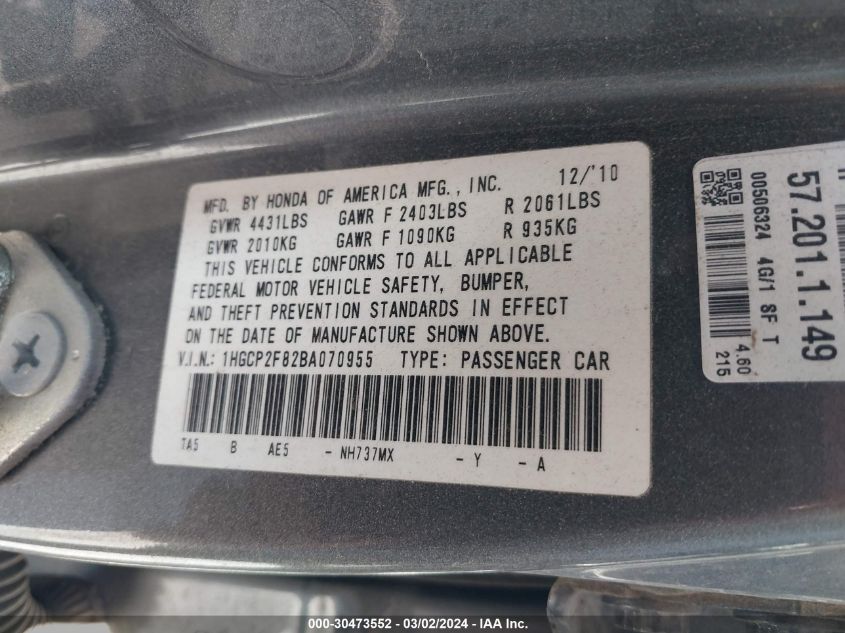 MFD. BY HONDA OF AMERICA MFG., INC. 12/'10
GVWR 4431LBS GAWR F 2403LBS R 2061LBS
GVWR 2010KG GAWR F 1090KG R 935KG
THIS VEHICLE CONFORMS TO ALL APPLICABLE
FEDERAL MOTOR VEHICLE SAFETY, BUMPER,
AND THEFT PREVENTION STANDARDS IN EFFECT
ON THE DATE OF MANUFACTURE SHOWN ABOVE.
V.I.N.: 1HGCP2F82BA070955 TYPE: PASSENGER CAR
TA5 B AE5 - NH737MX - Y - A
57.201.1.149
00506324 4G/1 8F T
4.60
215
000-30473552 - 03/02/2024 - IAA Inc.